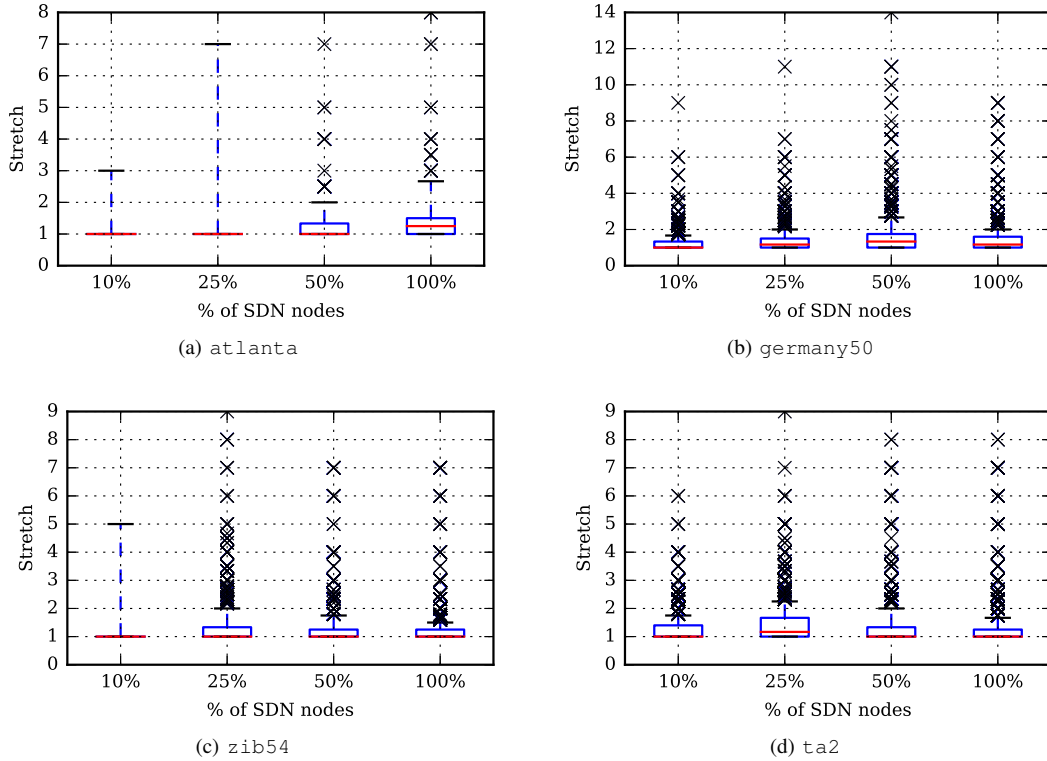 8
7
6
5
4
3
2
1
0
Stretch
10% 25% 50% 100%
% of SDN nodes
(a) atlanta
14
12
10
8
6
4
2
0
Stretch
10% 25% 50% 100%
% of SDN nodes
(b) germany50
9
8
7
6
5
4
3
2
1
0
Stretch
10% 25% 50% 100%
% of SDN nodes
(c) zib54
9
8
7
6
5
4
3
2
1
0
Stretch
10% 25% 50% 100%
% of SDN nodes
(d) ta2